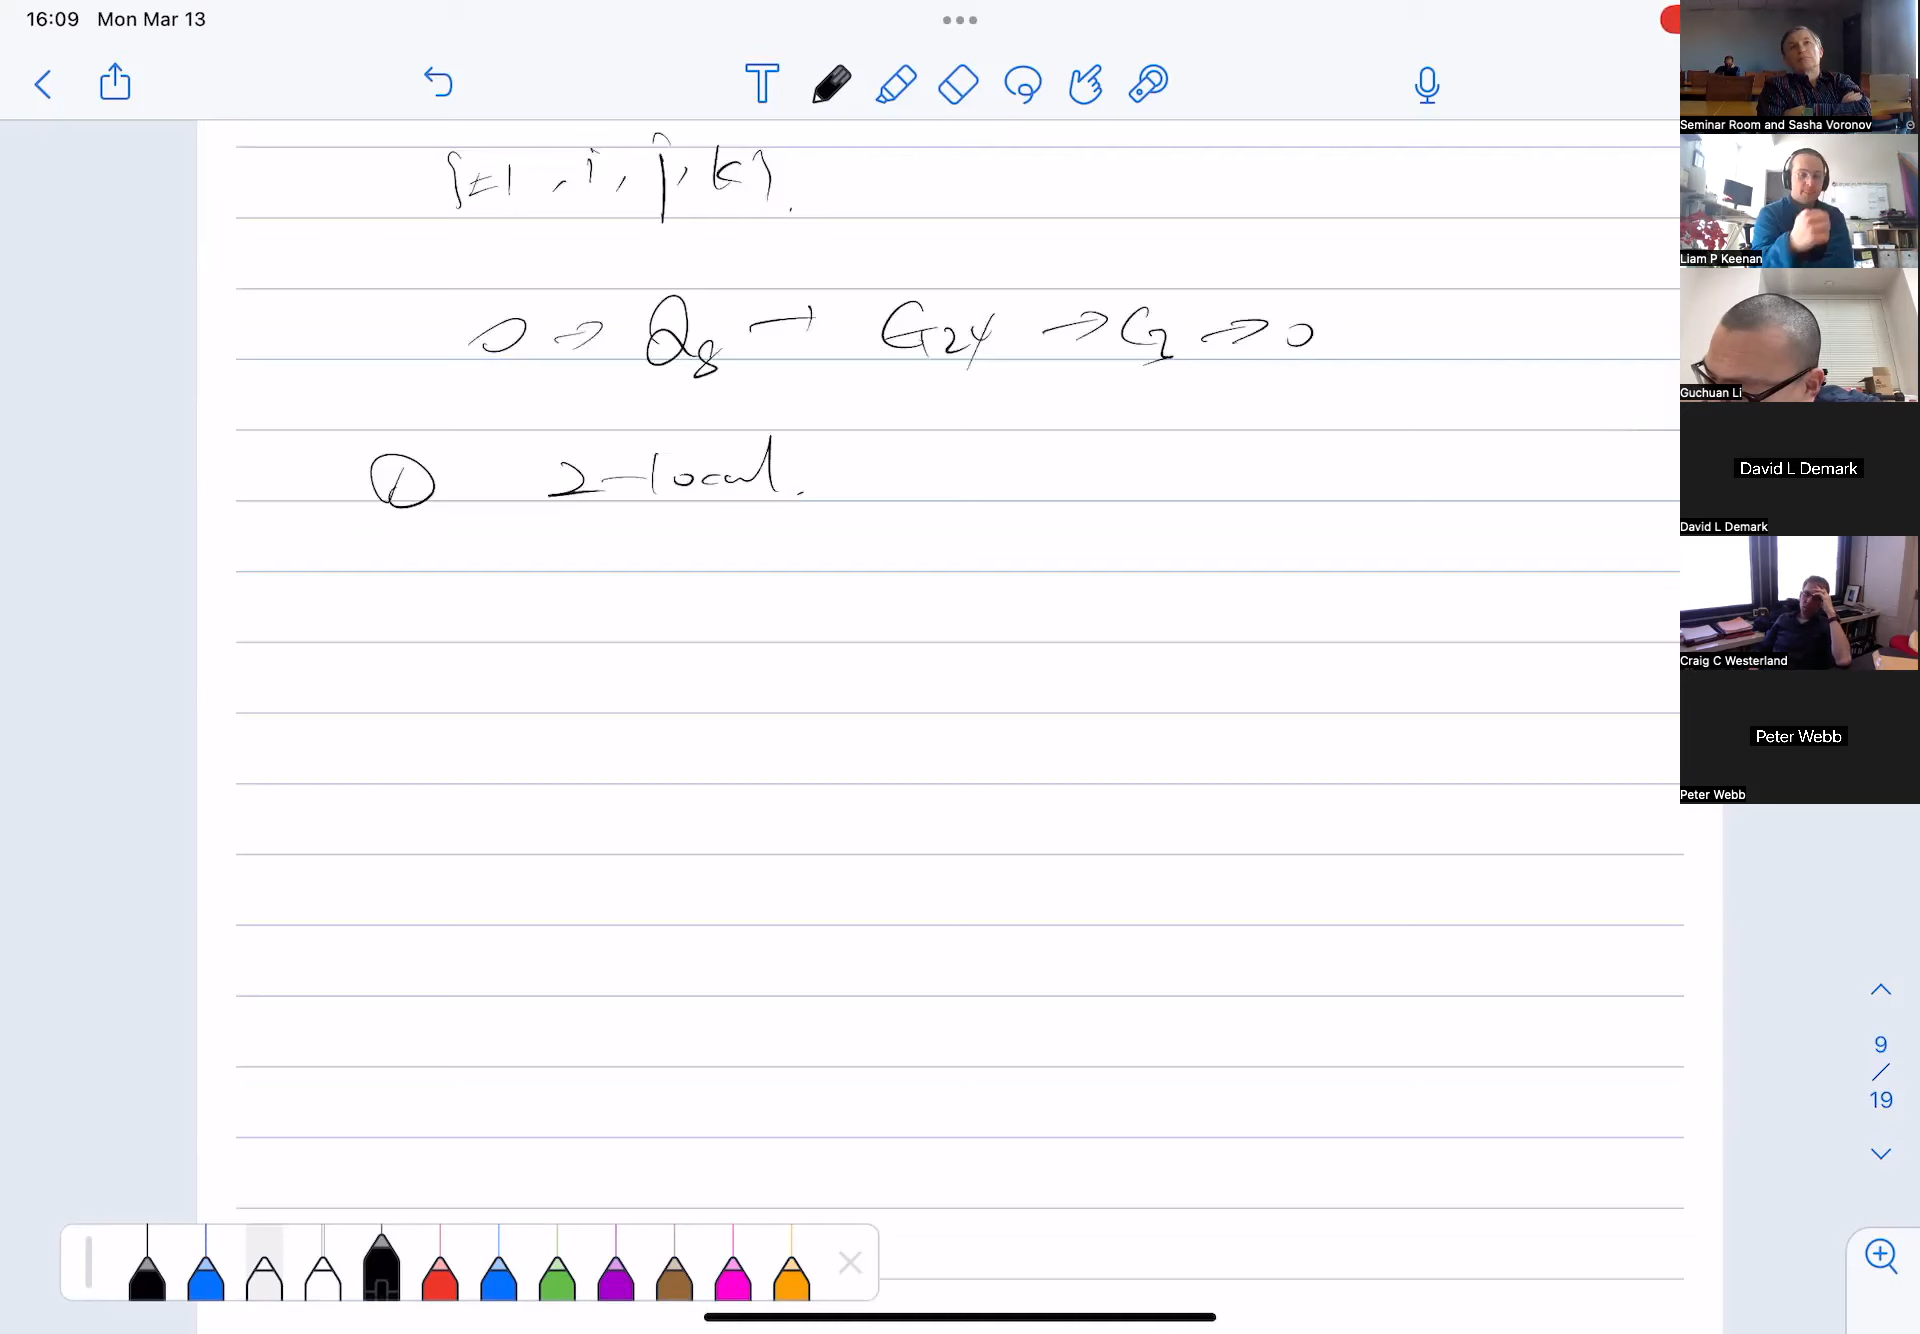 16:09 Mon Mar 13
{±1, i, j, k}.
0 → Q8 → G24 → C3 → 0
① 2-local.
Seminar Room and Sasha Voronov
Liam P Keenan
Guchuan Li
David L Demark
David L Demark
Craig C Westerland
Peter Webb
Peter Webb
9
/
19